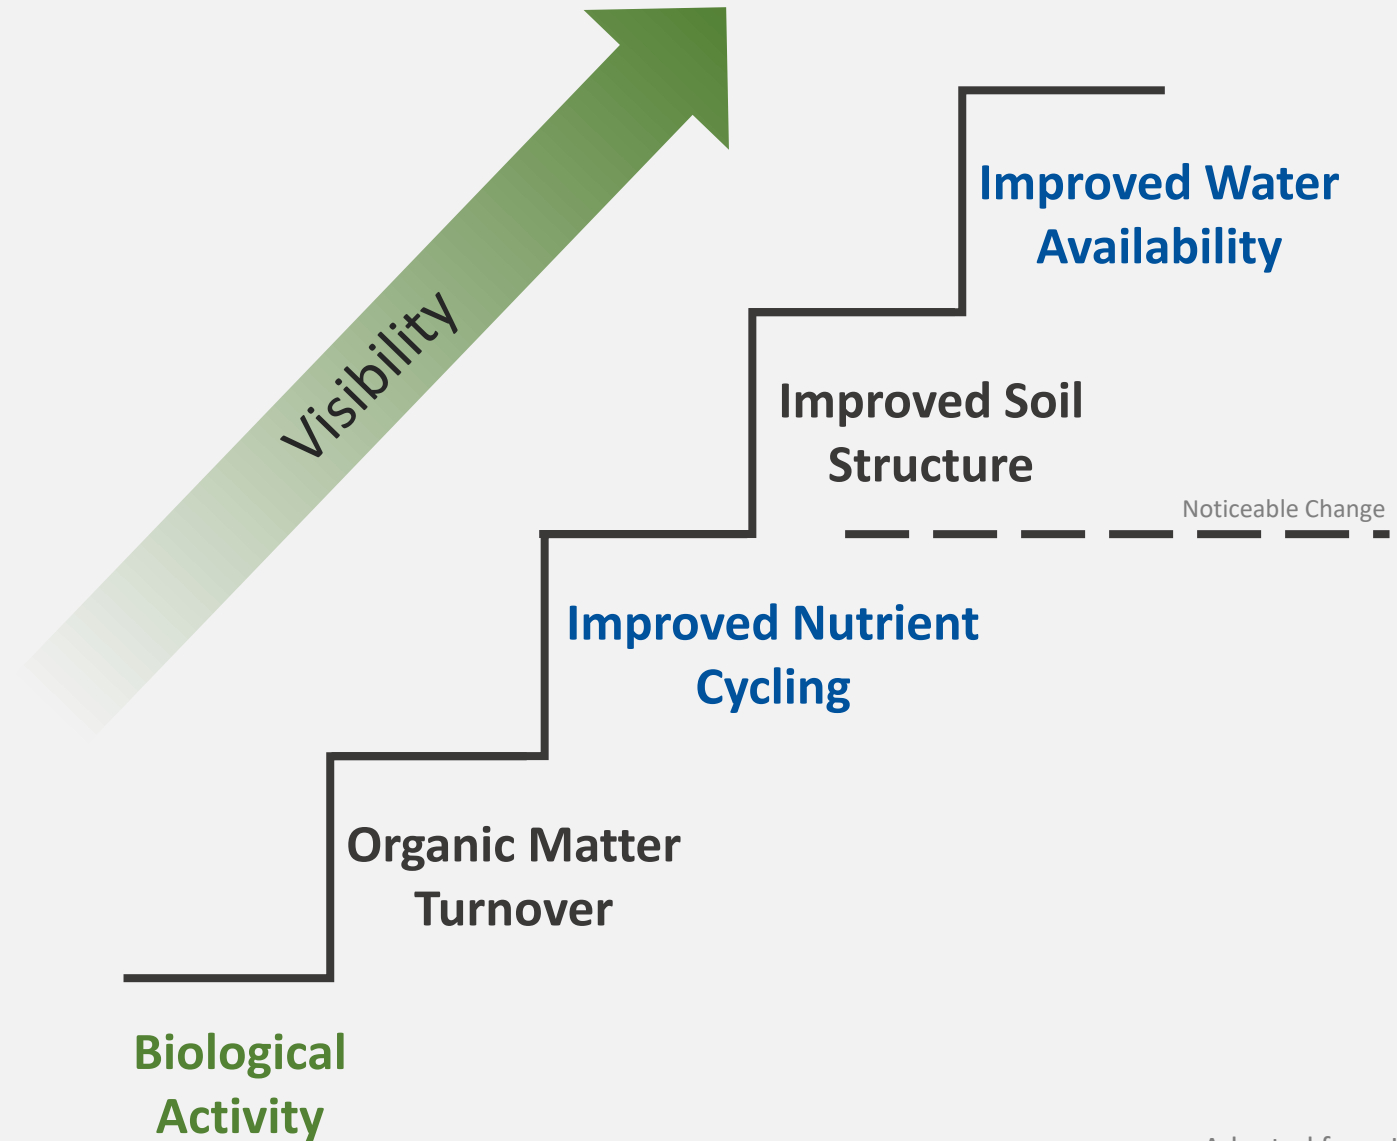 Improved Water
Availability
Visibility
Improved Soil
Structure
Noticeable Change
Improved Nutrient
Cycling
Organic Matter
Turnover
Biological
Activity